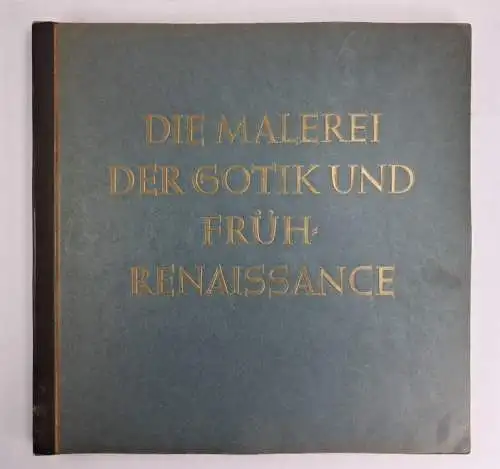 DIE MALEREI
DER GOTIK UND
FRÜH-
RENAISSANCE